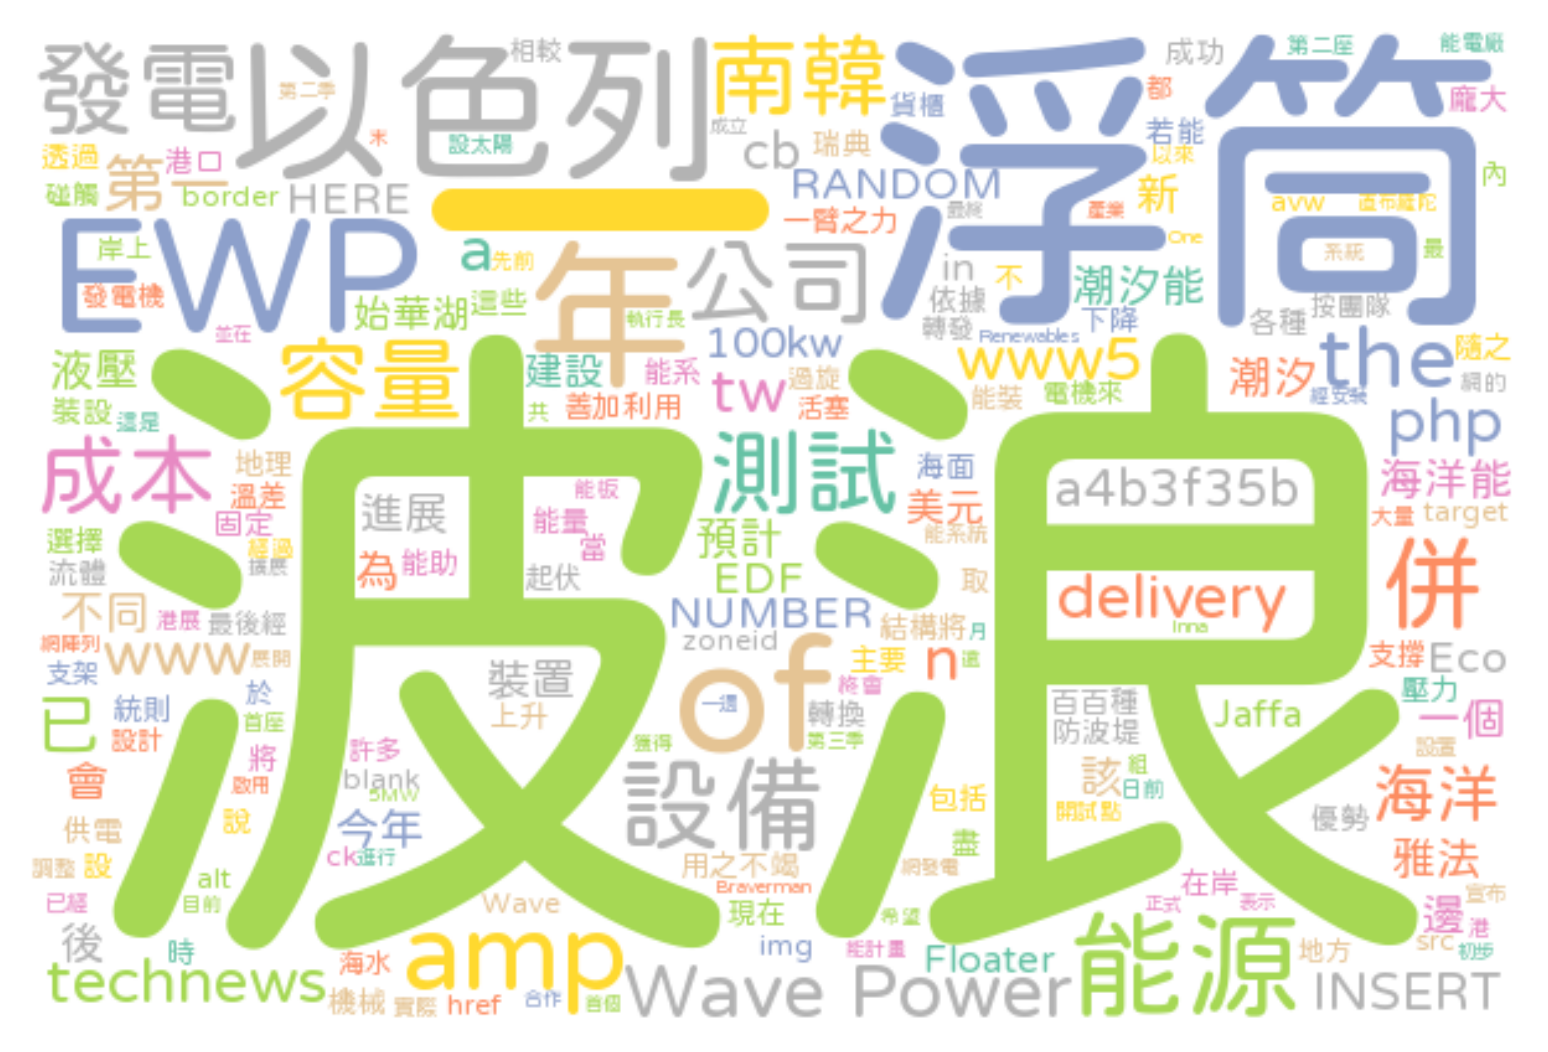 發電
以色列
相較
南韓
浮筒
成功
第二座
能電廠
第二季
末
設太陽
成立
cb
瑞典
貨櫃
都
若能
龐大
透過
港口
第一
碰觸
border
HERE
RANDOM
以來
新
內
一
一臂之力
最終
產業
avw
直布羅陀
EWP
岸上
發電機
a
先前
年
公司
in
依據
轉發
不
潮汐能
One
系統
最
始華湖
這些
執行長
下降
各種
按團隊
並在
Renewables
液壓
容量
建設
能系
100kw
www5
潮汐
the
隨之
網的
裝設
這是
共
善加利用
tw
過旋
活塞
能裝
電機來
經安裝
php
成本
地理
溫差
測試
海面
美元
海洋能
進展
能板
能量
a4b3f35b
大量
target
選擇
固定
經過
擴展
流體
當
預計
能系統
為
能助
起伏
EDF
取
delivery
併
不同
港展
最後經
NUMBER
Inna
zoneid
結構將
月
網陣列
www
展開
支架
波浪
裝置
of
主要
n
還
支撐
Eco
終會
壓力
已
統則
於
首座
上升
一週
轉換
百百種
Jaffa
一個
設計
將
許多
獲得
第三季
防波堤
設置
會
啟用
blank
5MW
設備
該
組
日前
海洋
包括
供電
說
今年
開試點
優勢
盡
調整
設
ck
進行
用之不竭
網發電
雅法
alt
Braverman
在岸
已經
目前
Wave
現在
希望
正式
表示
邊
港
宣布
後
時
海水
amp
img
能計畫
能源
地方
src
初步
technews
機械
實際
href
合作
首個
Wave Power
Floater
INSERT